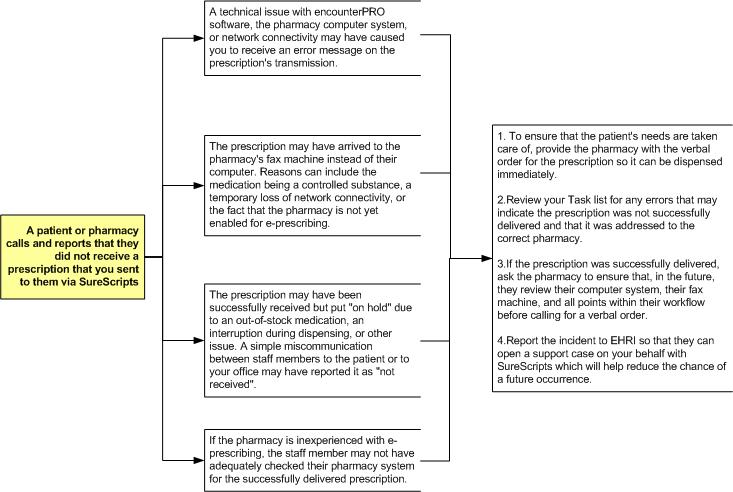 A technical issue with encounterPRO
software, the pharmacy computer system,
or network connectivity may have caused
you to receive an error message on the
prescription's transmission.
The prescription may have arrived to the
pharmacy's fax machine instead of their
computer. Reasons can include the
medication being a controlled substance, a
temporary loss of network connectivity, or
the fact that the pharmacy is not yet
enabled for e-prescribing.
A patient or pharmacy
calls and reports that they
did not receive a
prescription that you sent
to them via SureScripts
The prescription may have been
successfully received but put "on hold" due
to an out-of-stock medication, an
interruption during dispensing, or other
issue. A simple miscommunication
between staff members to the patient or to
your office may have reported it as "not
received".
If the pharmacy is inexperienced with e-
prescribing, the staff member may not have
adequately checked their pharmacy system
for the successfully delivered prescription.
1. To ensure that the patient's needs are taken
care of, provide the pharmacy with the verbal
order for the prescription so it can be dispensed
immediately.
2.Review your Task list for any errors that may
indicate the prescription was not successfully
delivered and that it was addressed to the
correct pharmacy.
3.If the prescription was successfully delivered,
ask the pharmacy to ensure that, in the future,
they review their computer system, their fax
machine, and all points within their workflow
before calling for a verbal order.
4.Report the incident to EHRI so that they can
open a support case on your behalf with
SureScripts which will help reduce the chance of
a future occurrence.